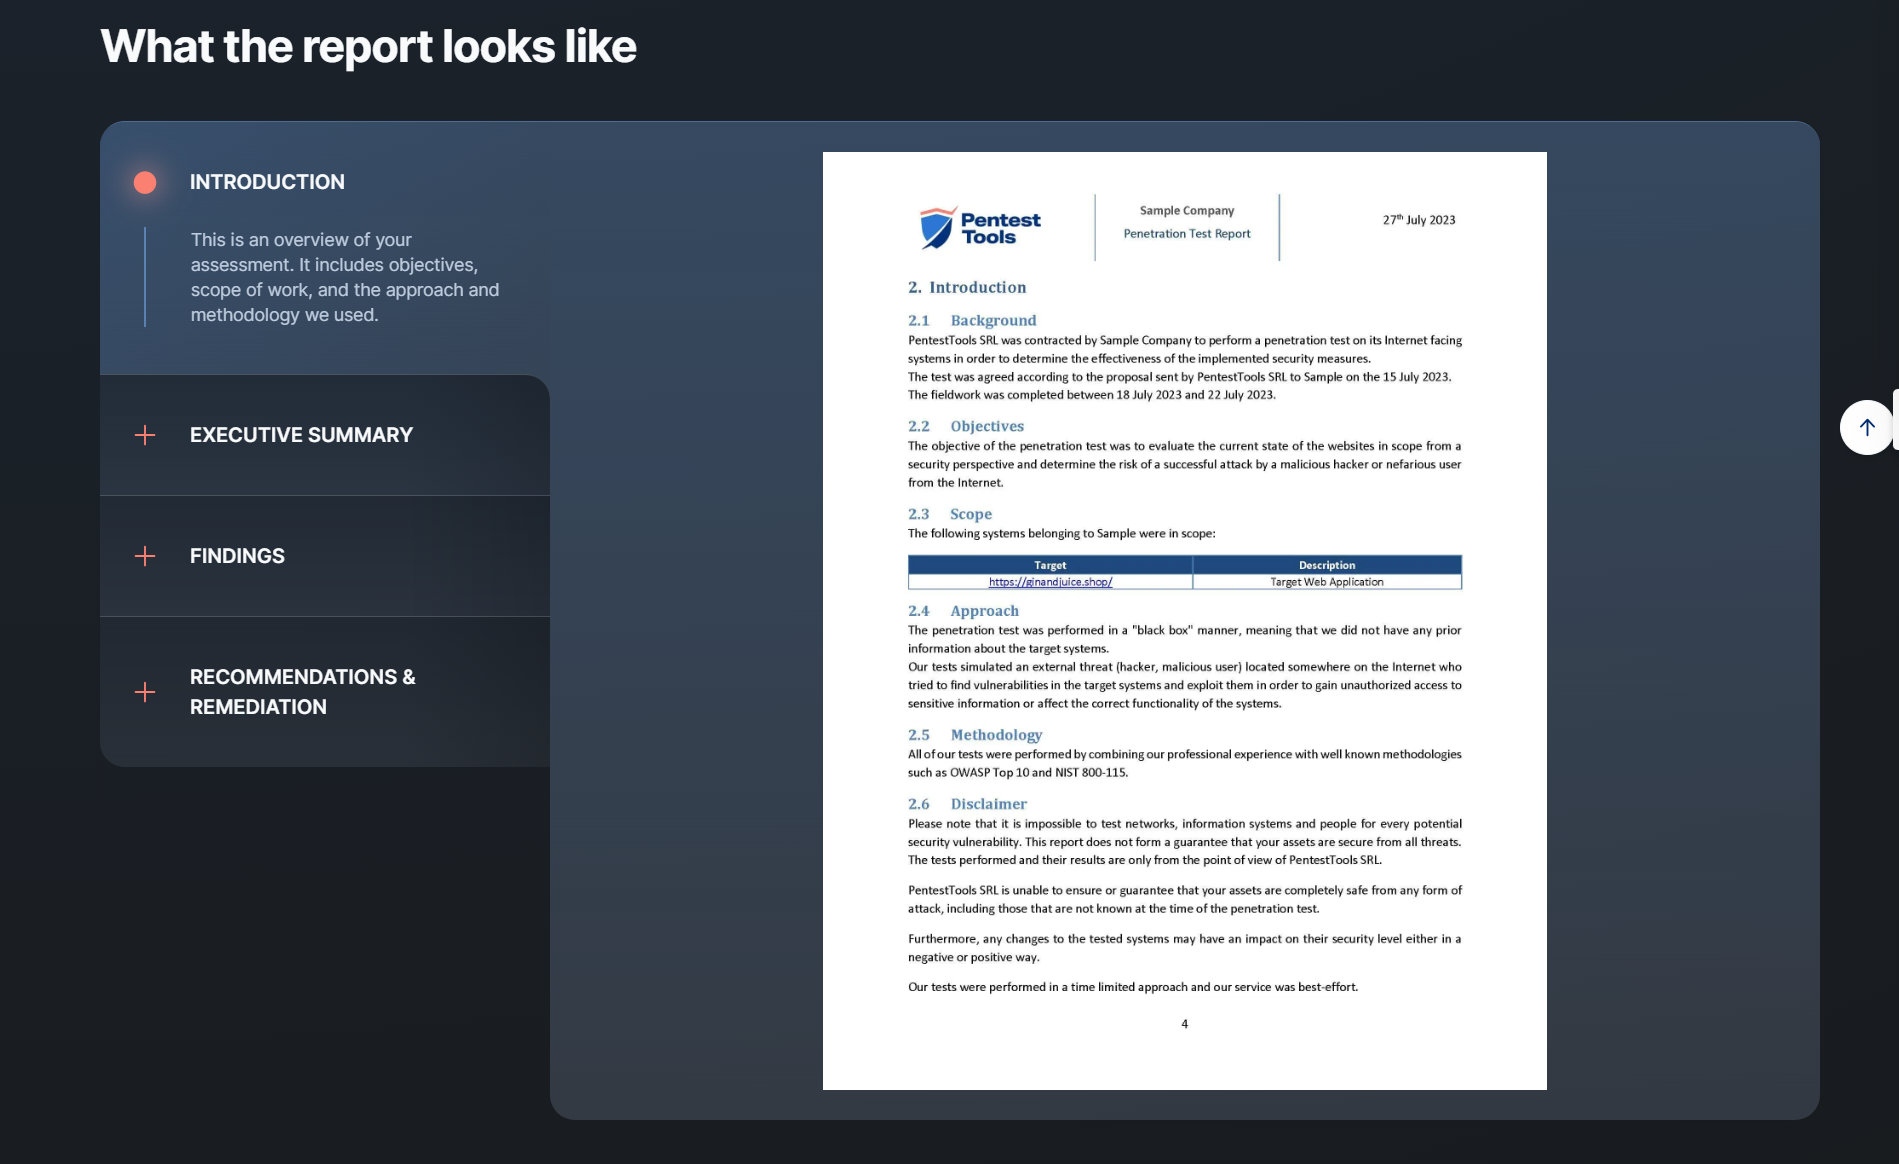 What the report looks like
INTRODUCTION
This is an overview of your
assessment. It includes objectives,
scope of work, and the approach and
methodology we used.
EXECUTIVE SUMMARY
FINDINGS
RECOMMENDATIONS &
REMEDIATION
Pentest
Tools
Sample Company
Penetration Test Report
27th July 2023
2. Introduction
2.1 Background
PentestTools SRL was contracted by Sample Company to perform a penetration test on its Internet facing
systems in order to determine the effectiveness of the implemented security measures.
The test was agreed according to the proposal sent by PentestTools SRL to Sample on the 15 July 2023.
The fieldwork was completed between 18 July 2023 and 22 July 2023.
2.2 Objectives
The objective of the penetration test was to evaluate the current state of the websites in scope from a
security perspective and determine the risk of a successful attack by a malicious hacker or nefarious user
from the Internet.
2.3 Scope
The following systems belonging to Sample were in scope:
Target Description
https://ginandjuice.shop/ Target Web Application
2.4 Approach
The penetration test was performed in a "black box" manner, meaning that we did not have any prior
information about the target systems.
Our tests simulated an external threat (hacker, malicious user) located somewhere on the Internet who
tried to find vulnerabilities in the target systems and exploit them in order to gain unauthorized access to
sensitive information or affect the correct functionality of the systems.
2.5 Methodology
All of our tests were performed by combining our professional experience with well known methodologies
such as OWASP Top 10 and NIST 800-115.
2.6 Disclaimer
Please note that it is impossible to test networks, information systems and people for every potential
security vulnerability. This report does not form a guarantee that your assets are secure from all threats.
The tests performed and their results are only from the point of view of PentestTools SRL.
PentestTools SRL is unable to ensure or guarantee that your assets are completely safe from any form of
attack, including those that are not known at the time of the penetration test.
Furthermore, any changes to the tested systems may have an impact on their security level either in a
negative or positive way.
Our tests were performed in a time limited approach and our service was best-effort.
4